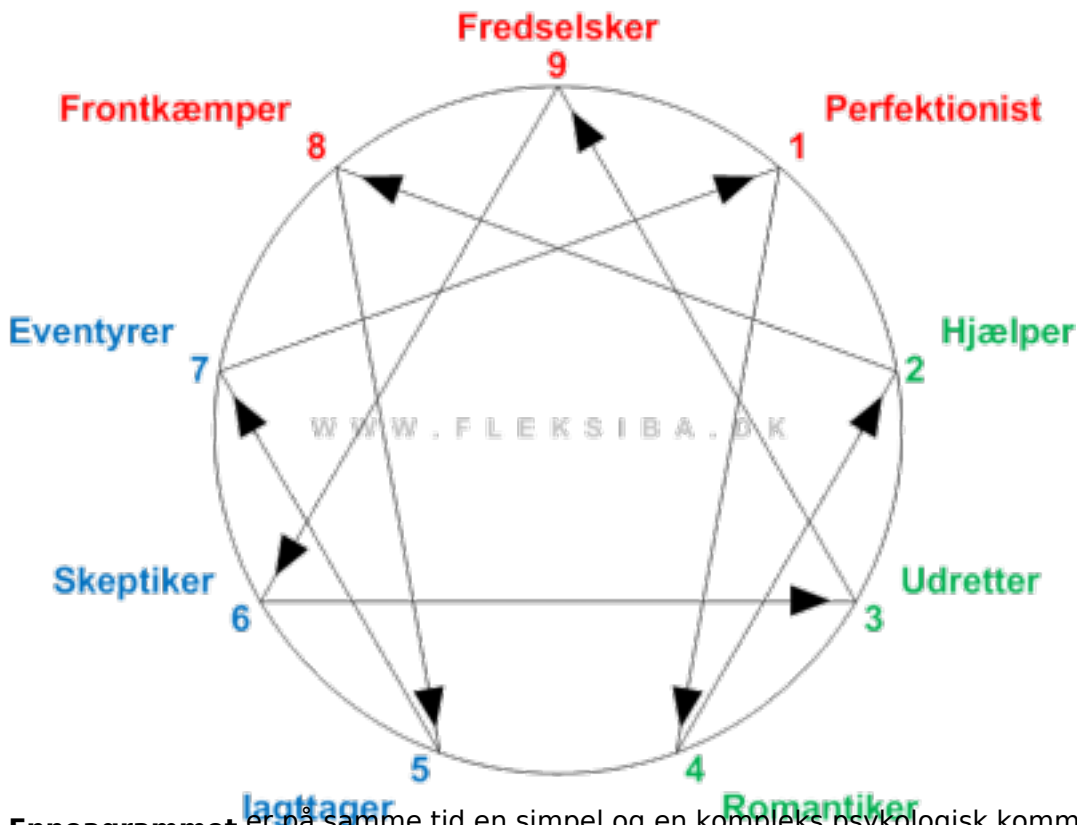 Fredselsker
9
Frontkæmper
8
Perfektionist
1
Eventyrer
7
Hjælper
2
WWW.FLEKSIBA.DK
Skeptiker
6
Udretter
3
5
Iagttager
4
Romantiker
Enneagrammet er på samme tid en simpel og en kompleks psykologisk komm